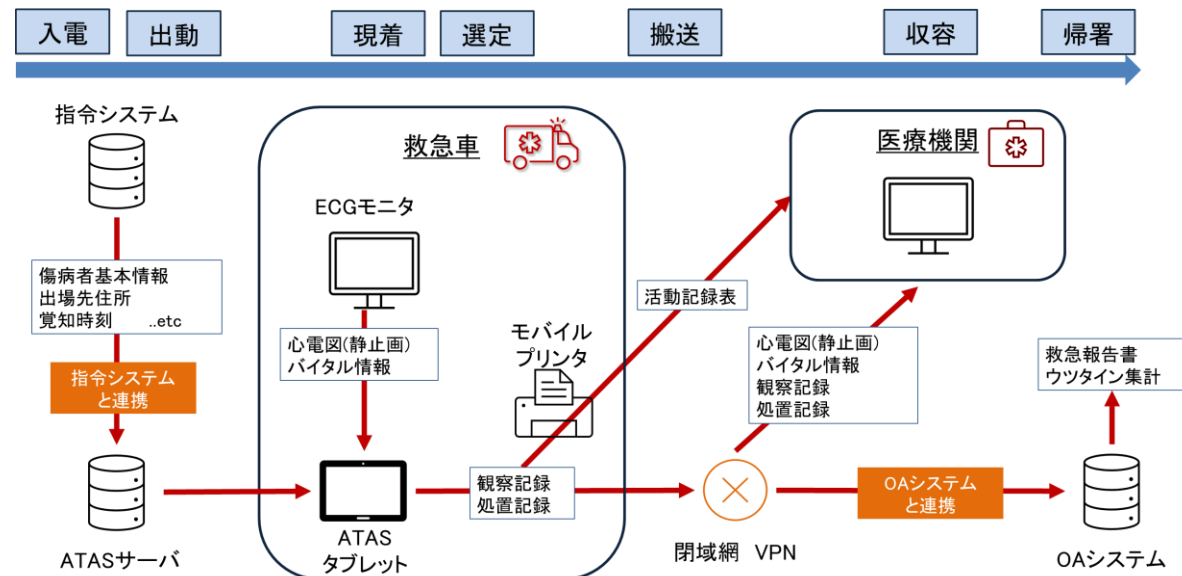 入電
出動
現着
選定
搬送
収容
帰署
指令システム
傷病者基本情報
出場先住所
覚知時刻 ..etc
指令システム
と連携
ATASサーバ
救急車
ECGモニタ
心電図(静止画)
バイタル情報
モバイル
プリンタ
ATAS
タブレット
観察記録
処置記録
活動記録表
医療機関
心電図(静止画)
バイタル情報
観察記録
処置記録
閉域網 VPN
OAシステム
と連携
救急報告書
ウツタイン集計
OAシステム